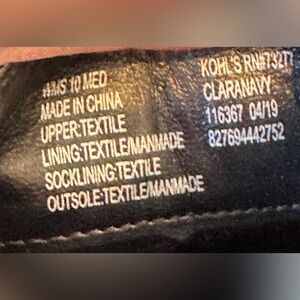 WMS 10 MED
MADE IN CHINA
UPPER:TEXTILE
LINING:TEXTILE/MANMADE
SOCKLINING:TEXTILE
OUTSOLE:TEXTILE/MANMADE
KOHL'S RN#73277
CLARANAVY
116367 04/19
827694442752